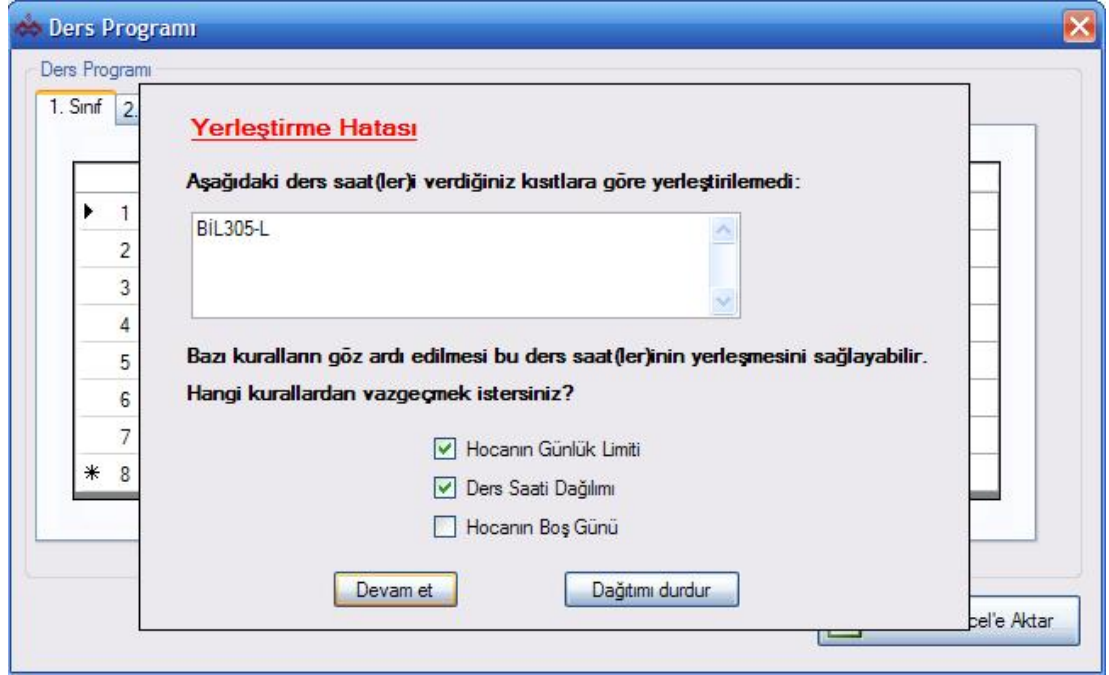 Ders Programı
Ders Programı
1. Sınıf 2.
Yerleştirme Hatası
Aşağıdaki ders saat(ler)i verdiğiniz kısıtlara göre yerleştirilemedi:
BİL305-L
1
2
3
4
5
6
7
8
Bazı kuralların göz ardı edilmesi bu ders saat(ler)inin yerleşmesini sağlayabilir.
Hangi kurallardan vazgeçmek istersiniz?
Hocanın Günlük Limiti
Ders Saati Dağılımı
Hocanın Boş Günü
Devam et Dağıtımı durdur
cel'e Aktar